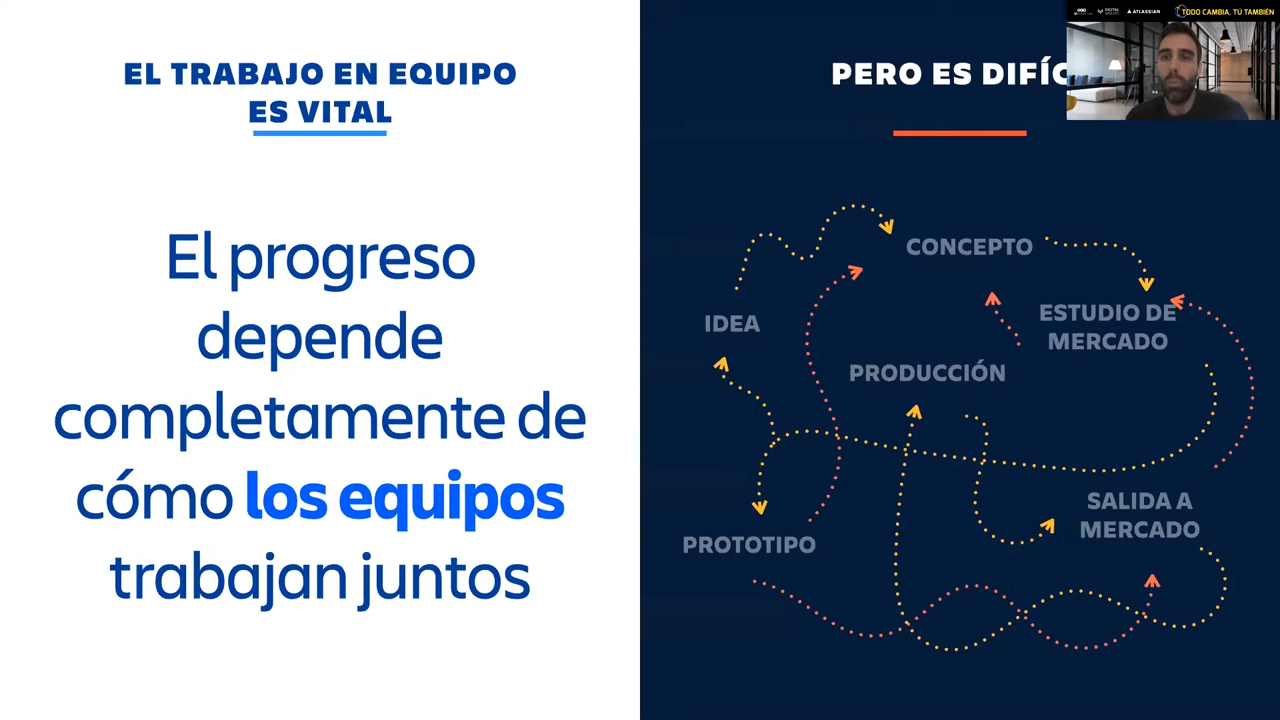 EL TRABAJO EN EQUIPO
ES VITAL
El progreso
depende
completamente de
cómo los equipos
trabajan juntos
PERO ES DIFÍC
ATLASSIAN
TODO CAMBIA, TÚ TAMBIÉN
CONCEPTO
IDEA
ESTUDIO DE
MERCADO
PRODUCCIÓN
SALIDA A
MERCADO
PROTOTIPO